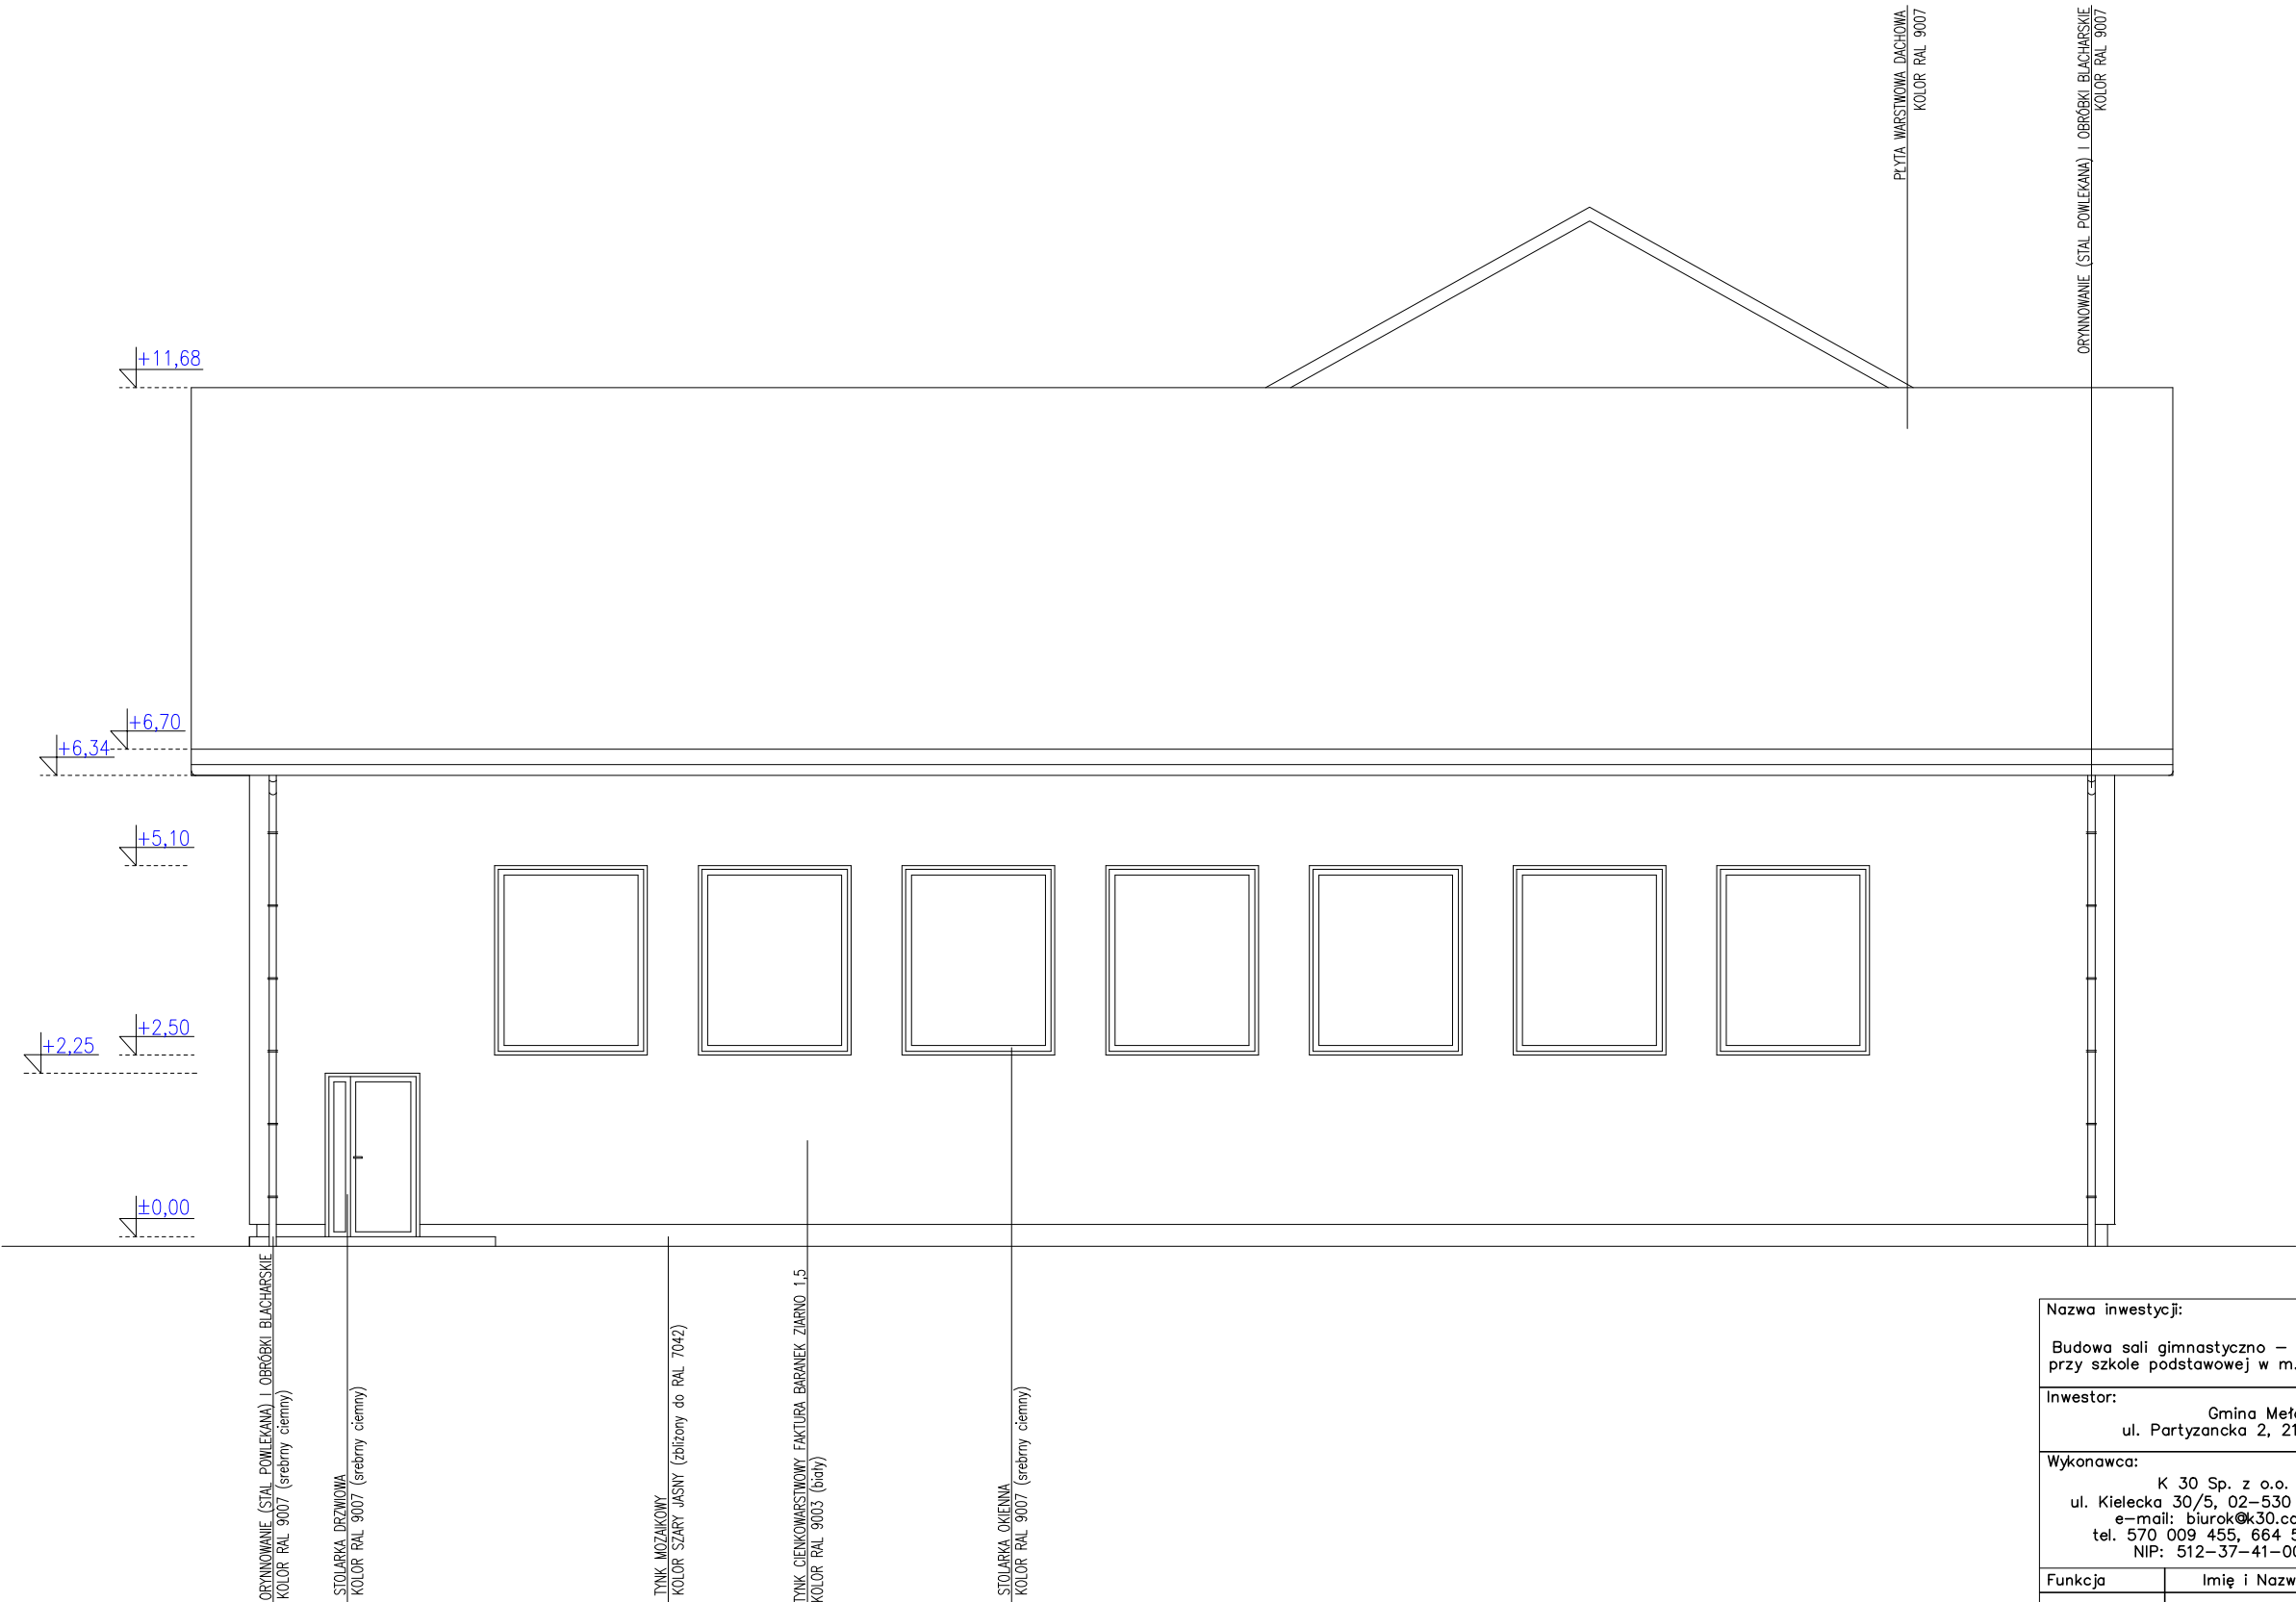 PŁYTA WARSTWOWA DACHOWA
KOLOR RAL 9007
ORYNNOWANIE (STAL POWLEKANA) I OBRÓBKI BLACHARSKIE
KOLOR RAL 9007
+11,68
+6,70
+6,34
+5,10
+2,50
+2,25
±0,00
ORYNNOWANIE (STAL POWLEKANA) I OBRÓBKI BLACHARSKIE
KOLOR RAL 9007 (srebrny ciemny)
STOLARKA DRZWIOWA
KOLOR RAL 9007 (srebrny ciemny)
TYNK MOZAIKOWY
KOLOR SZARY JASNY (zbliżony do RAL 7042)
TYNK CIENKOWARSTWOWY FAKTURA BARANEK ZIARNO 1,5
KOLOR RAL 9003 (biały)
STOLARKA OKIENNA
KOLOR RAL 9007 (srebrny ciemny)
Nazwa inwestycji:
Budowa sali gimnastyczno –
przy szkole podstawowej w m.
Inwestor:
Gmina Meł
ul. Partyzancka 2, 21
Wykonawca:
K 30 Sp. z o.o.
ul. Kielecka 30/5, 02–530
e–mail: biurok@k30.co
tel. 570 009 455, 664 5
NIP: 512–37–41–00
Funkcja
Imię i Nazw